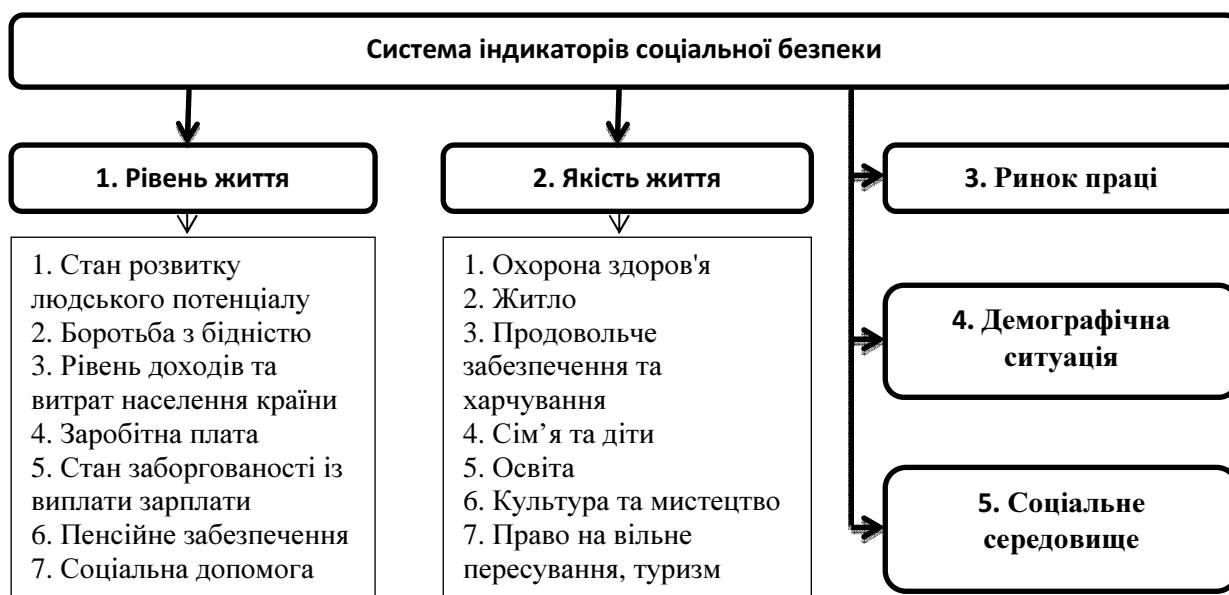 Система індикаторів соціальної безпеки
1. Рівень життя
1. Стан розвитку
людського потенціалу
2. Боротьба з бідністю
3. Рівень доходів та
витрат населення країни
4. Заробітна плата
5. Стан заборгованості із
виплати зарплати
6. Пенсійне забезпечення
7. Соціальна допомога
2. Якість життя
1. Охорона здоров'я
2. Житло
3. Продовольче
забезпечення та
харчування
4. Сім’я та діти
5. Освіта
6. Культура та мистецтво
7. Право на вільне
пересування, туризм
3. Ринок праці
4. Демографічна
ситуація
5. Соціальне
середовище